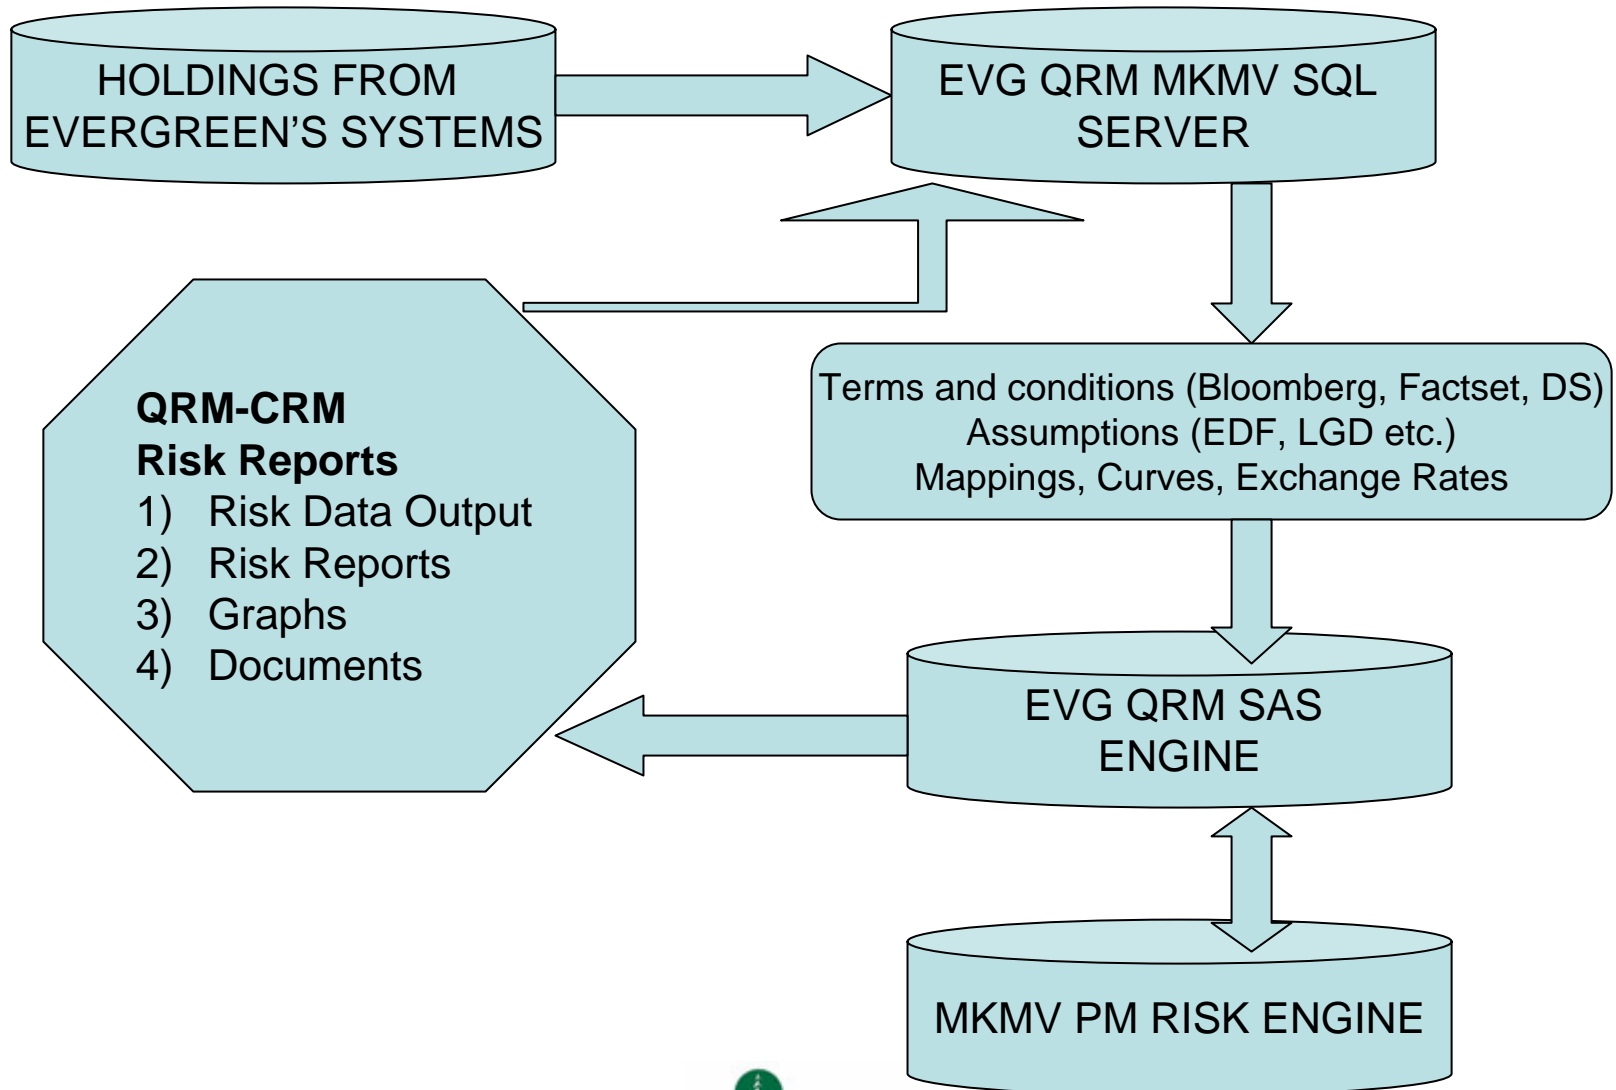 HOLDINGS FROM
EVERGREEN'S SYSTEMS
EVG QRM MKMV SQL
SERVER
Terms and conditions (Bloomberg, Factset, DS)
Assumptions (EDF, LGD etc.)
Mappings, Curves, Exchange Rates
QRM-CRM
Risk Reports
1) Risk Data Output
2) Risk Reports
3) Graphs
4) Documents
EVG QRM SAS
ENGINE
MKMV PM RISK ENGINE